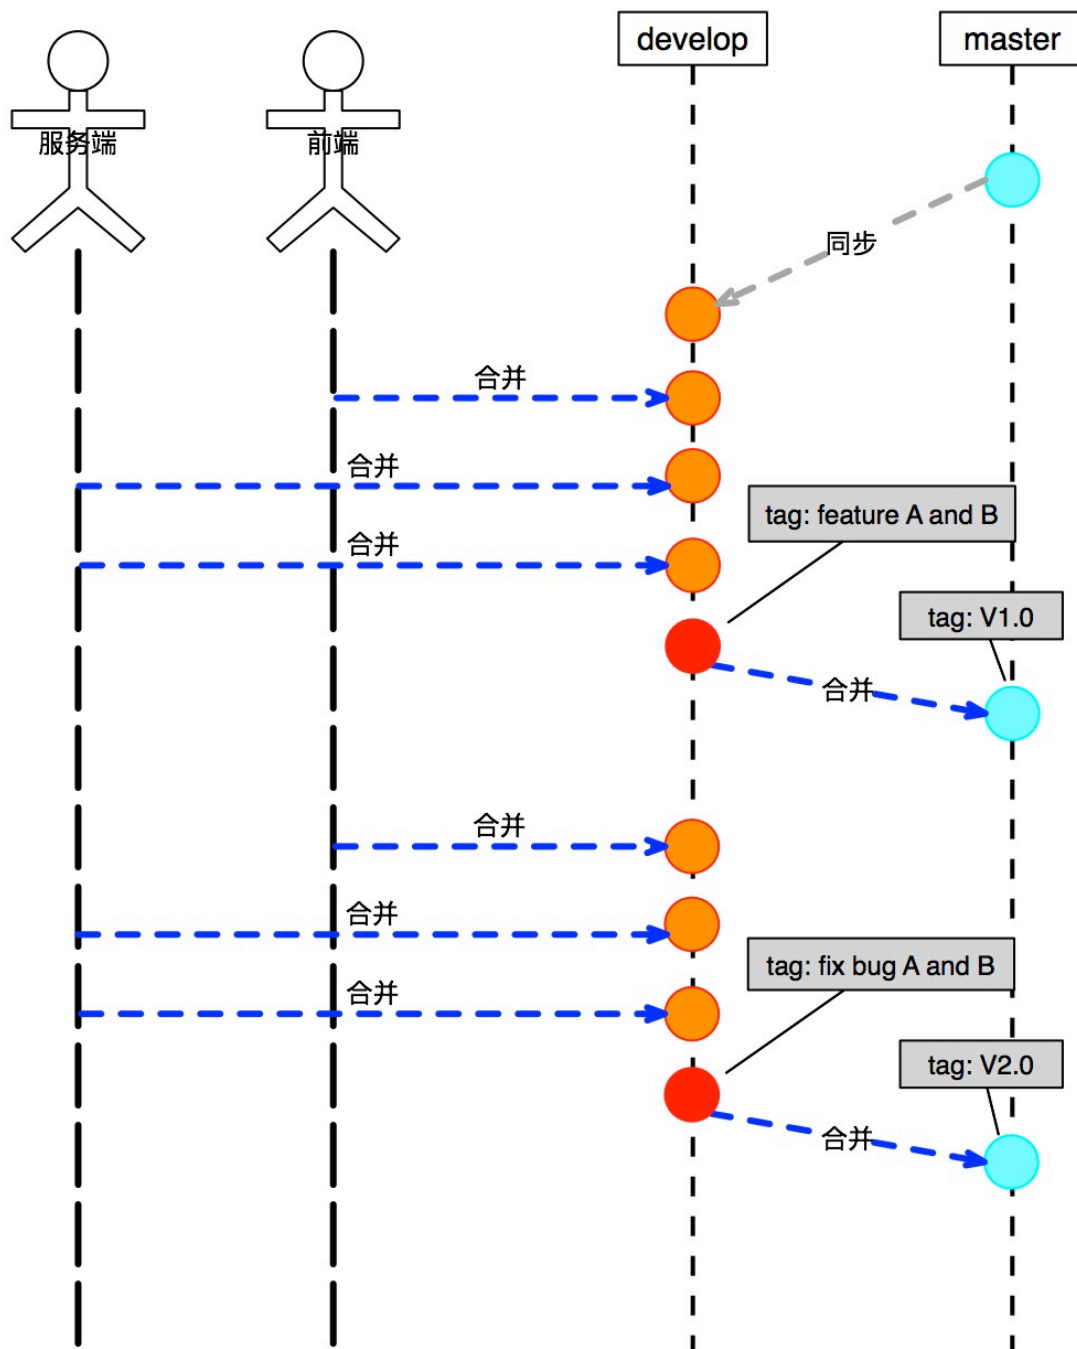 develop
master
服务端
前端
同步
合并
合并
tag: feature A and B
合并
tag: V1.0
合并
合并
合并
tag: fix bug A and B
合并
tag: V2.0
合并